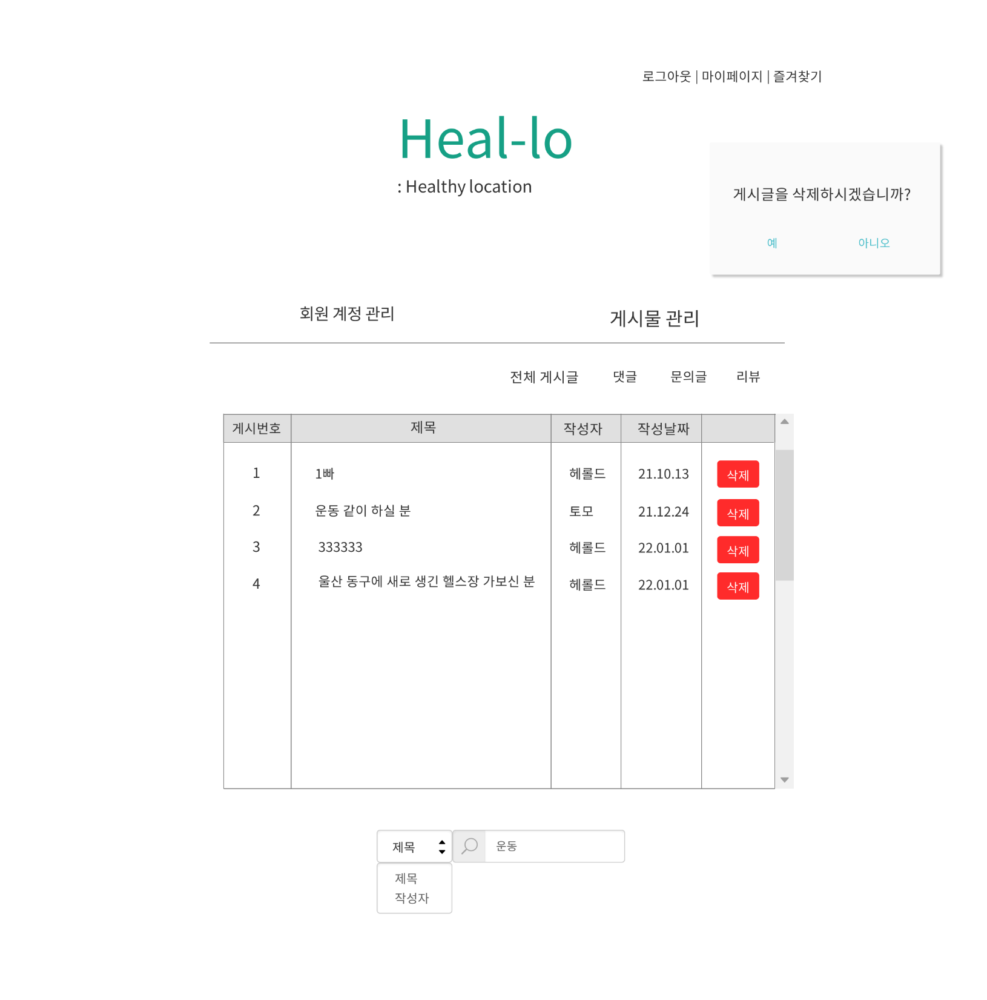 로그아웃 | 마이페이지 | 즐겨찾기
Heal-lo
: Healthy location
게시글을 삭제하시겠습니까?
예 아니오
회원 계정 관리 게시물 관리
전체 게시글 댓글 문의글 리뷰
게시번호 제목 작성자 작성날짜
1 1빠 헤롤드 21.10.13 삭제
2 운동 같이 하실 분 토모 21.12.24 삭제
3 333333 헤롤드 22.01.01 삭제
4 울산 동구에 새로 생긴 헬스장 가보신 분 헤롤드 22.01.01 삭제
제목 운동
제목
작성자